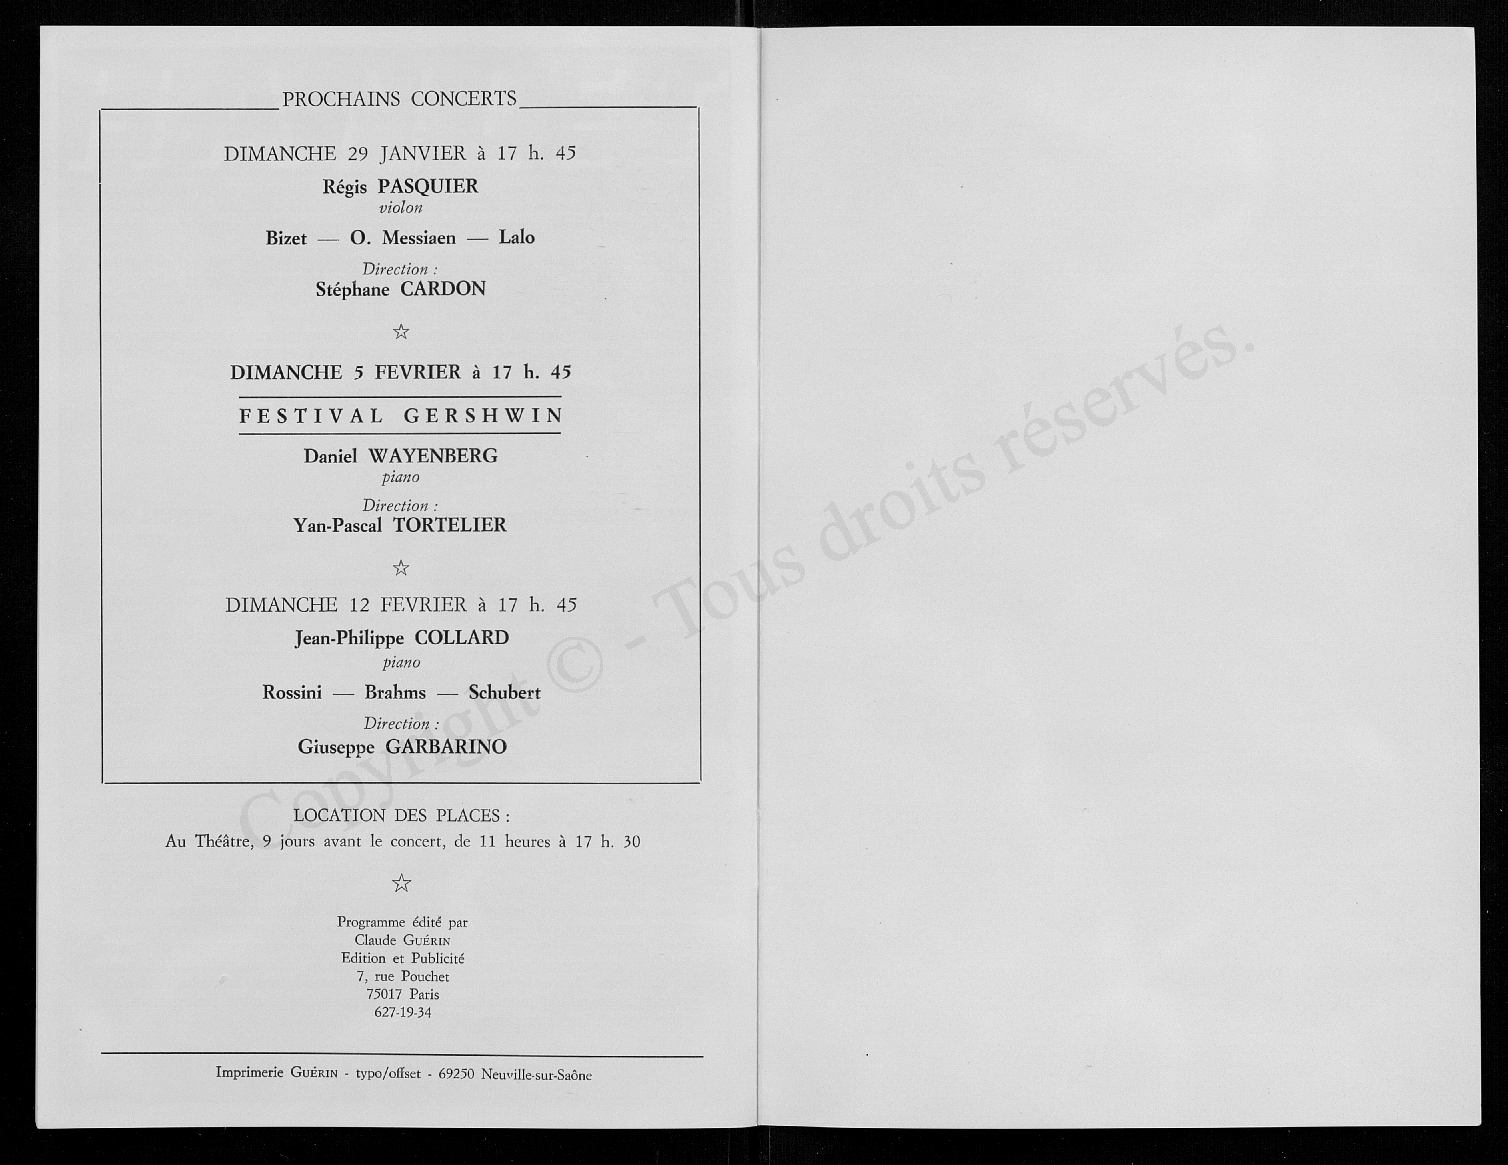 PROCHAINS CONCERTS
DIMANCHE 29 JANVIER à 17 h. 45
Régis PASQUIER
violon
Bizet — O. Messiaen — Lalo
Direction :
Stéphane CARDON
☆
DIMANCHE 5 FEVRIER à 17 h. 45
FESTIVAL GERSHWIN
Daniel WAYENBERG
piano
Direction :
Yan-Pascal TORTELIER
☆
DIMANCHE 12 FEVRIER à 17 h. 45
Jean-Philippe COLLARD
piano
Rossini — Brahms — Schubert
Direction :
Giuseppe GARBARINO
LOCATION DES PLACES :
Au Théâtre, 9 jours avant le concert, de 11 heures à 17 h. 30
☆
Programme édité par
Claude GUÉRIN
Edition et Publicité
7, rue Pouchet
75017 Paris
627-19-34
Imprimerie GUÉRIN - typo/offset - 69250 Neuville-sur-Saône
Copyright © - Tous droits réservés.